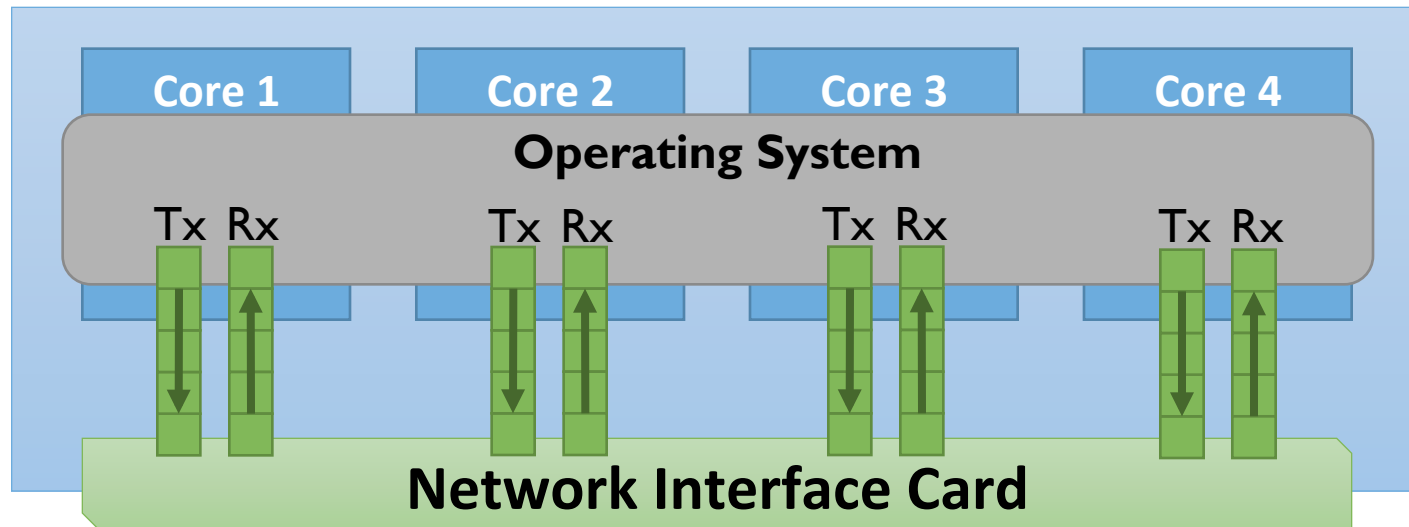 Core 1 Core 2 Core 3 Core 4
Operating System
Tx Rx Tx Rx Tx Rx Tx Rx
Network Interface Card